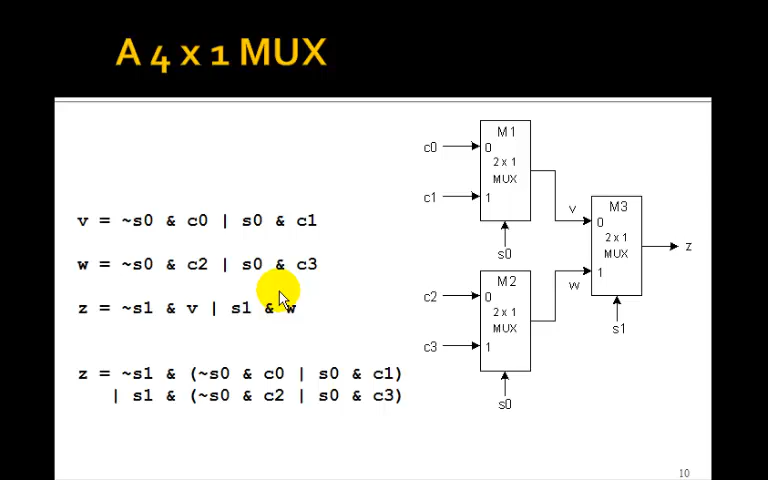 A 4 x 1 MUX
v = ~s0 & c0 | s0 & c1
w = ~s0 & c2 | s0 & c3
z = ~s1 & v | s1 & w
z = ~s1 & (~s0 & c0 | s0 & c1)
| s1 & (~s0 & c2 | s0 & c3)
M1
c0
0
2 x 1
MUX
c1
1
s0
v
M3
0
2 x 1
MUX
z
1
w
s1
M2
c2
0
2 x 1
MUX
c3
1
s0
10